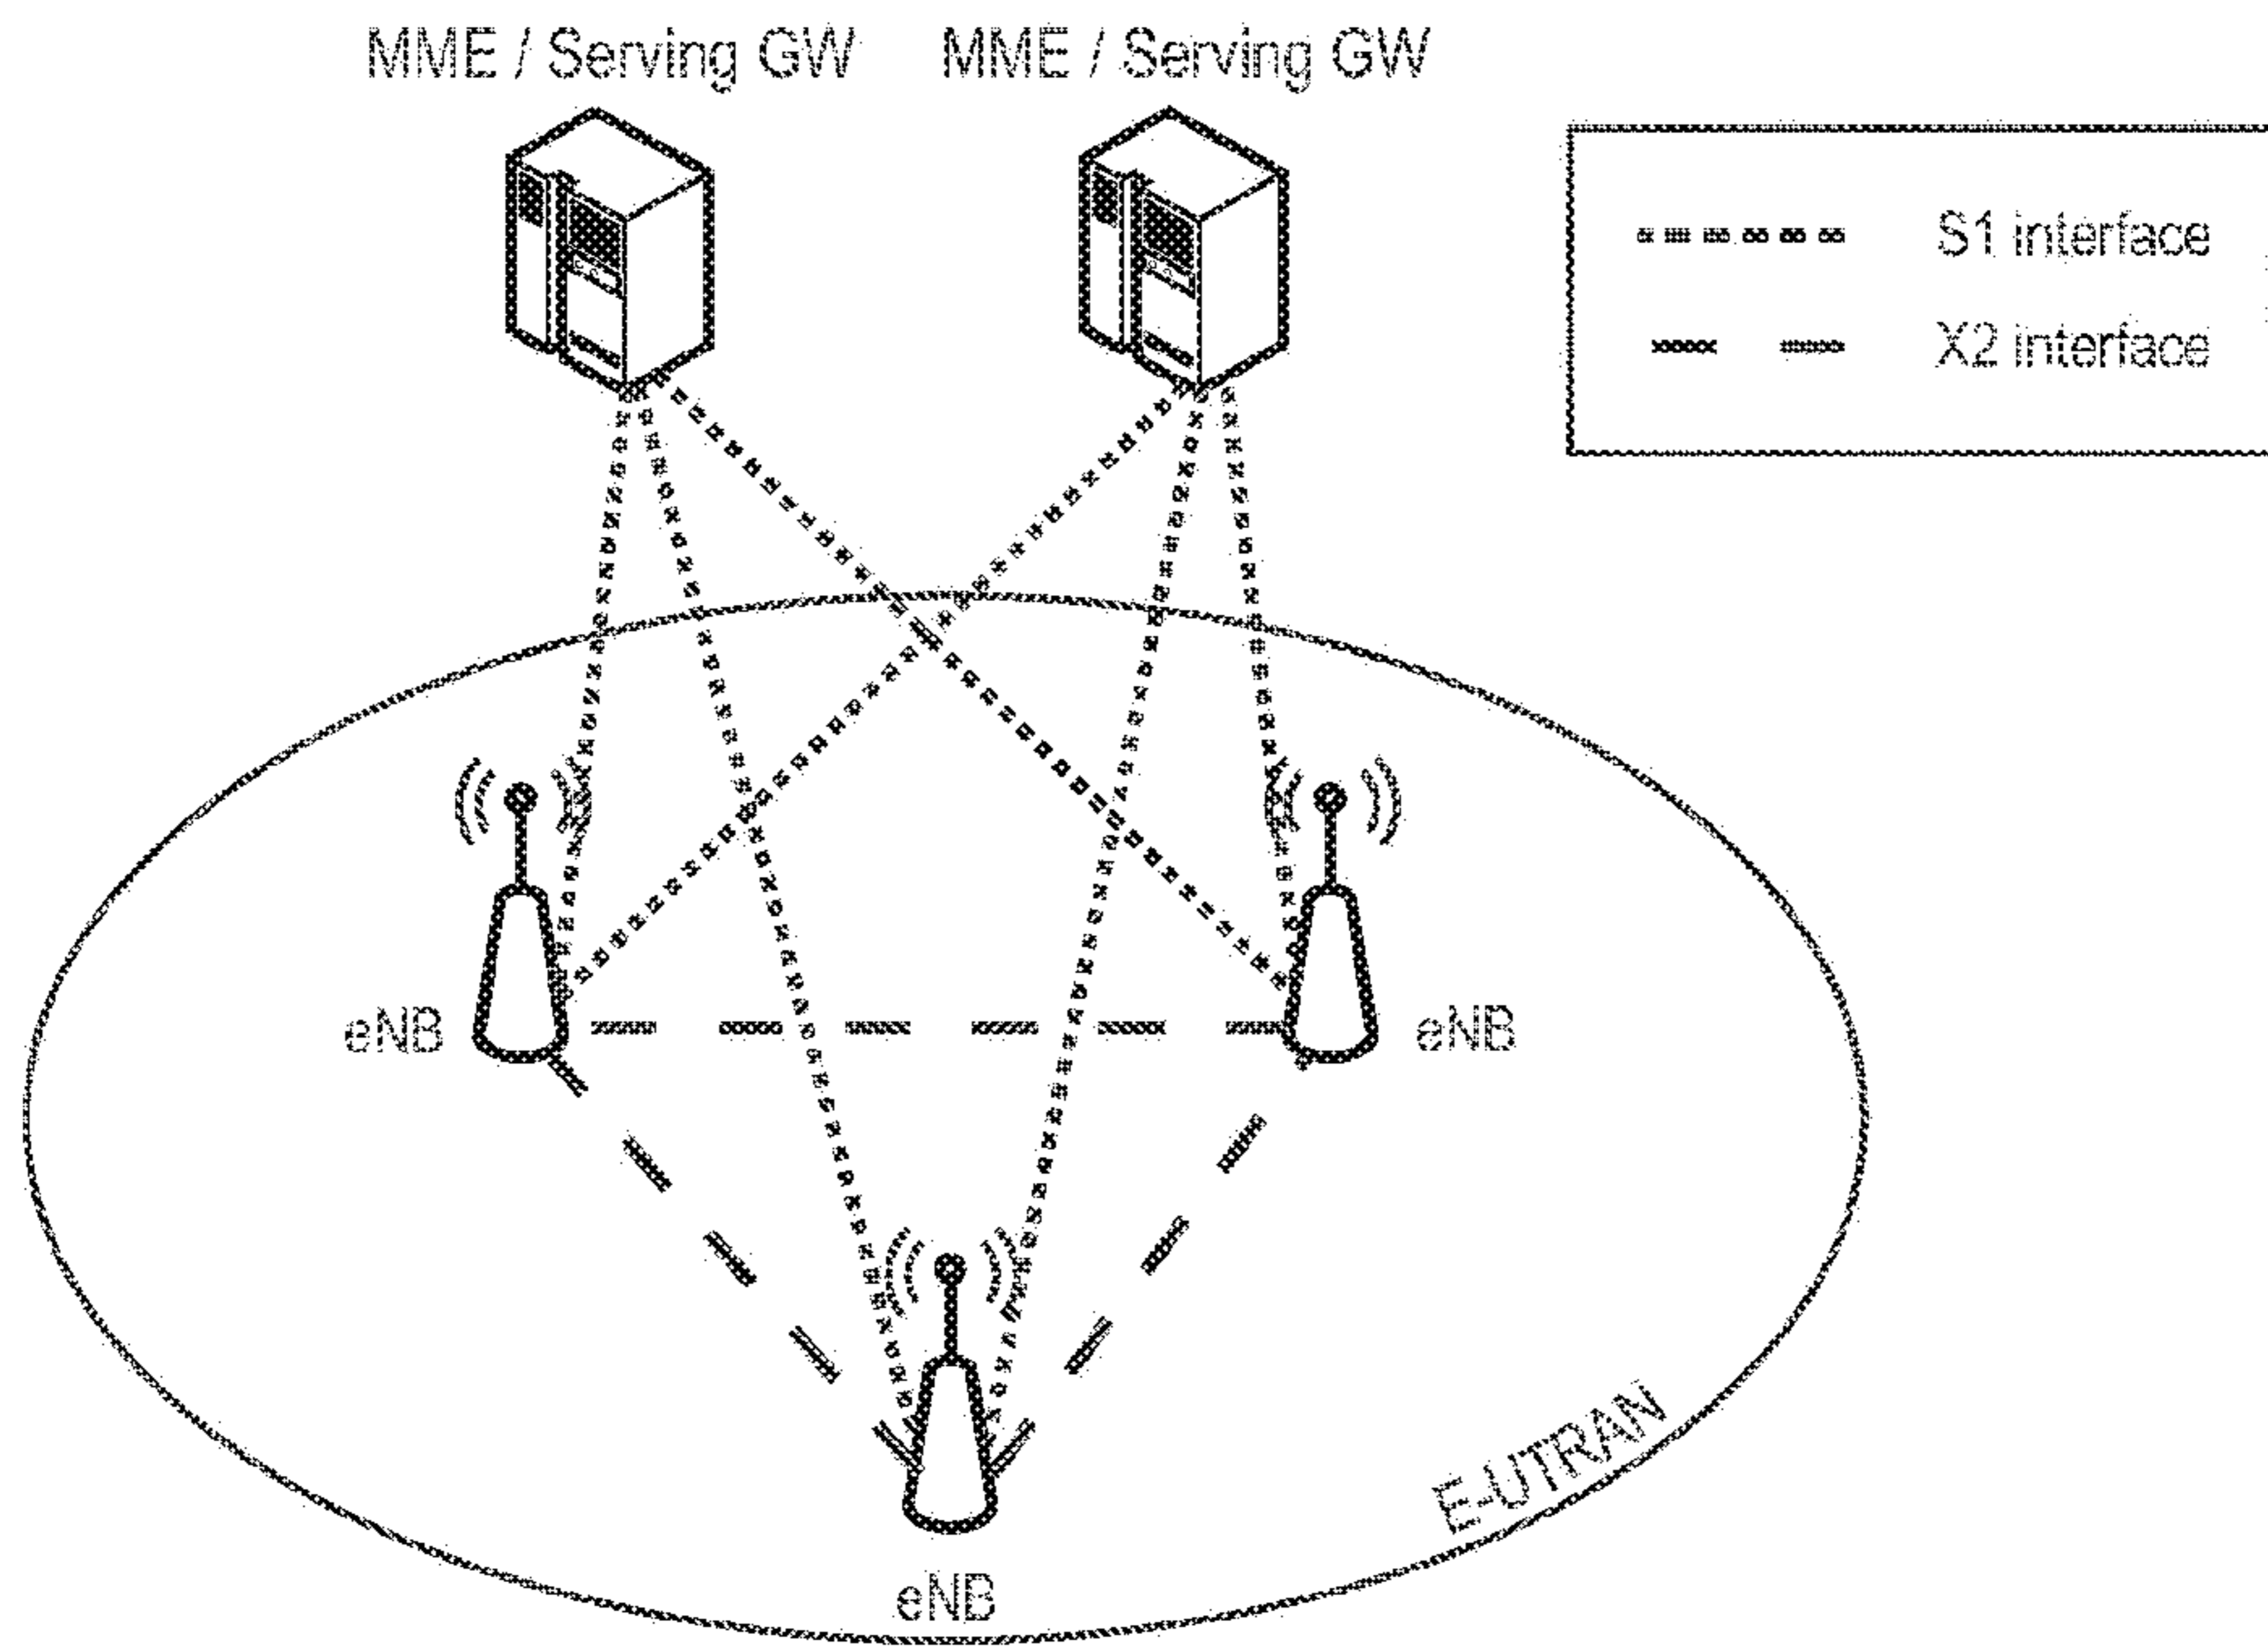 MME / Serving GW
MME / Serving GW
S1 interface
X2 interface
eNB
eNB
E-UTRAN
eNB